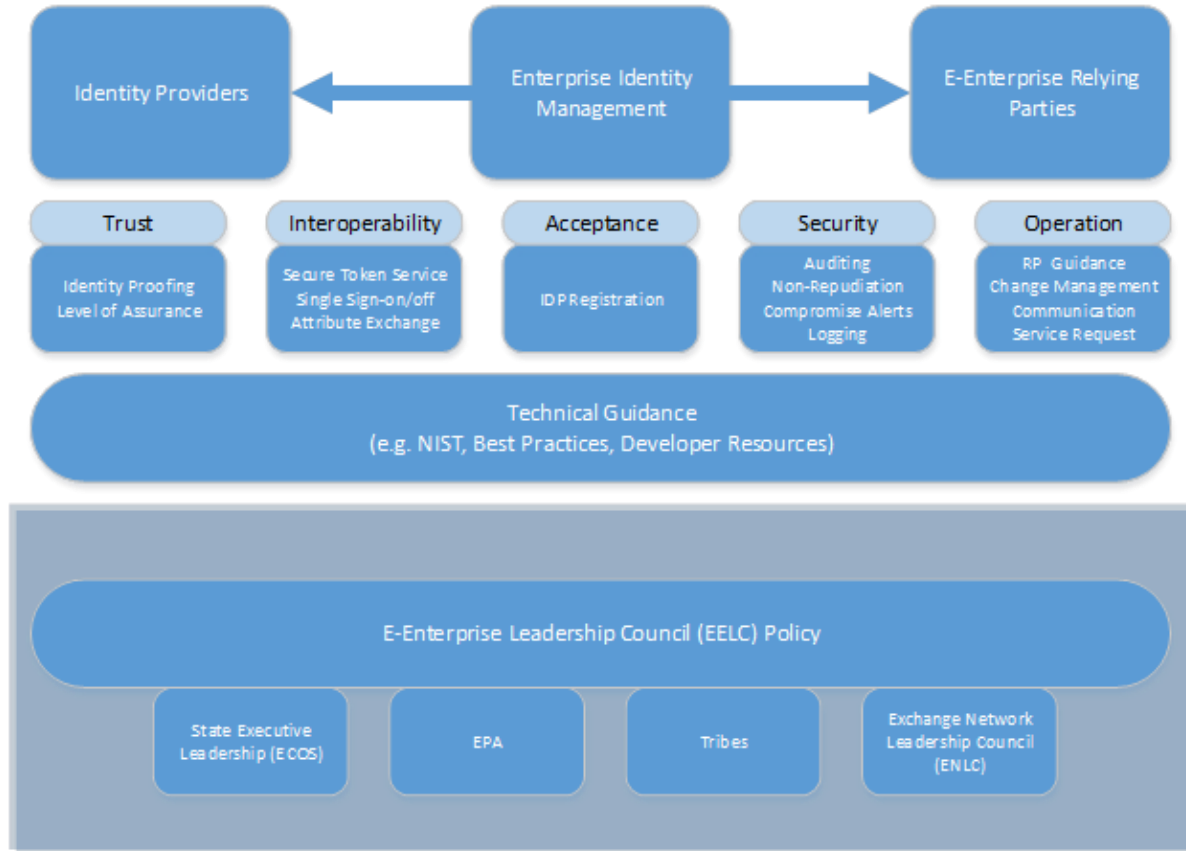 Identity Providers
Enterprise Identity
Management
E-Enterprise Relying
Parties
Trust
Identity Proofing
Level of Assurance
Interoperability
Secure Token Service
Single Sign-on/off
Attribute Exchange
Acceptance
IDP Registration
Security
Auditing
Non-Repudiation
Compromise Alerts
Logging
Operation
RP Guidance
Change Management
Communication
Service Request
Technical Guidance
(e.g. NIST, Best Practices, Developer Resources)
E-Enterprise Leadership Council (EELC) Policy
State Executive
Leadership (ECOS)
EPA
Tribes
Exchange Network
Leadership Council
(ENLC)